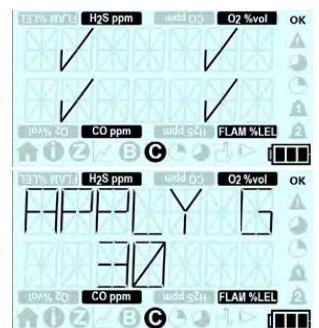 H2S ppm O2 %vol OK
✓ ✓
✓ ✓
CO ppm FLAM %LEL
C
H2S ppm O2 %vol OK
APPLY G
30
CO ppm FLAM %LEL
C